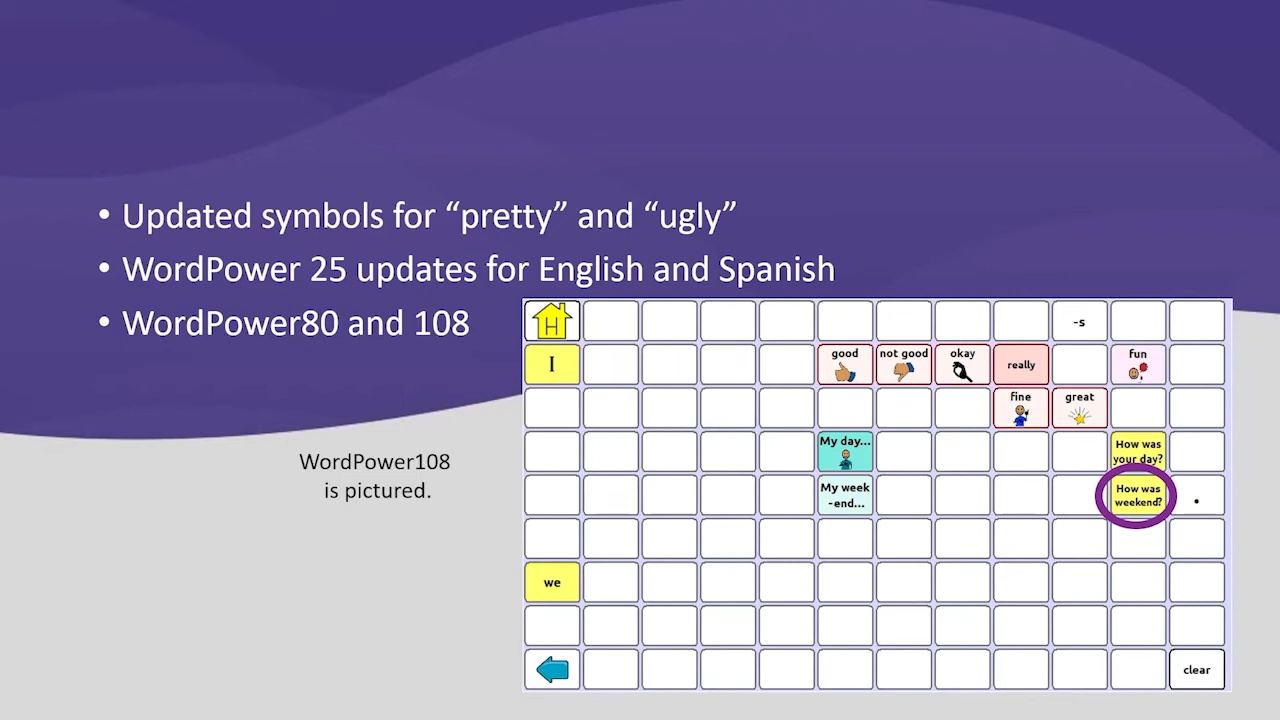 • Updated symbols for “pretty” and “ugly”
• WordPower 25 updates for English and Spanish
• WordPower80 and 108
WordPower108
is pictured.
H
-s
I
good
not good
okay
really
fun
fine
great
My day...
How was
your day?
My week
-end...
How was
weekend?
.
we
clear